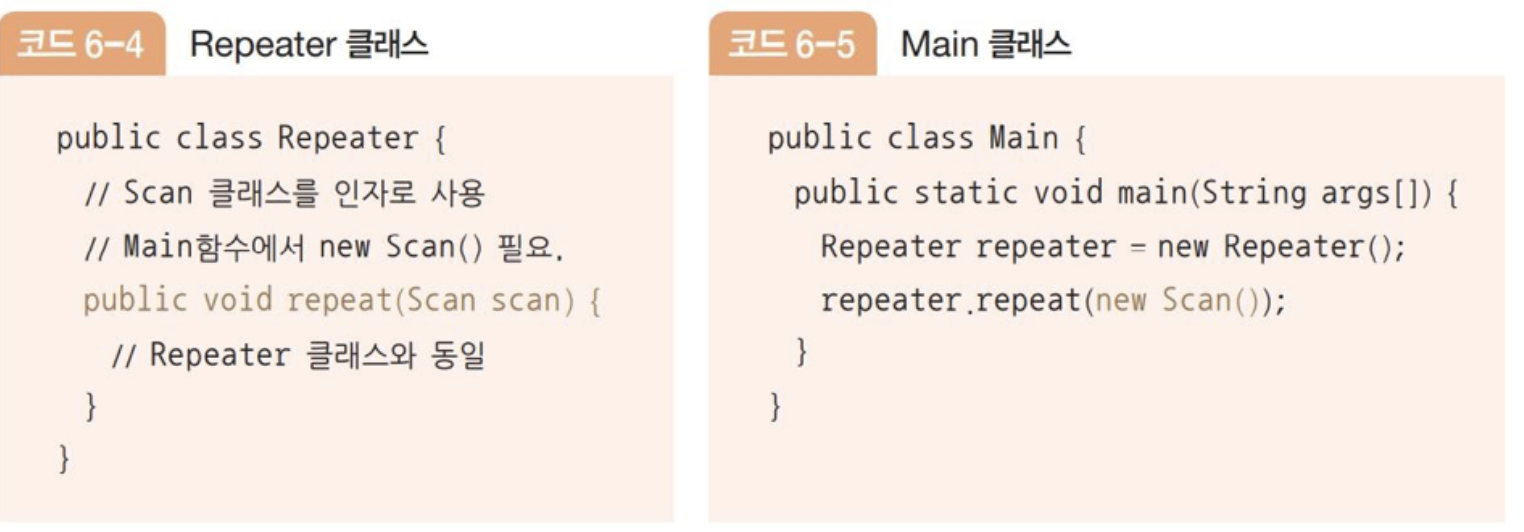 코드 6-4 Repeater 클래스
public class Repeater {
// Scan 클래스를 인자로 사용
// Main함수에서 new Scan() 필요.
public void repeat(Scan scan) {
// Repeater 클래스와 동일
}
}
코드 6-5 Main 클래스
public class Main {
public static void main(String args[]) {
Repeater repeater = new Repeater();
repeater.repeat(new Scan());
}
}